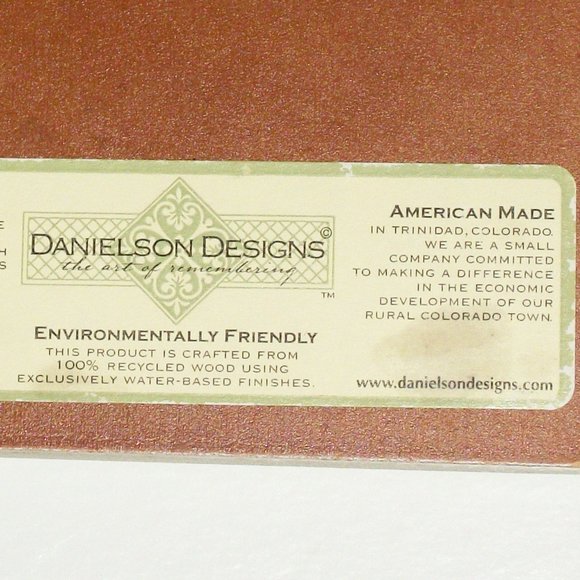 DANIELSON DESIGNS ©
the art of remembering
TM
ENVIRONMENTALLY FRIENDLY
THIS PRODUCT IS CRAFTED FROM
100% RECYCLED WOOD USING
EXCLUSIVELY WATER-BASED FINISHES.
AMERICAN MADE
IN TRINIDAD, COLORADO.
WE ARE A SMALL
COMPANY COMMITTED
TO MAKING A DIFFERENCE
IN THE ECONOMIC
DEVELOPMENT OF OUR
RURAL COLORADO TOWN.
www.danielsondesigns.com